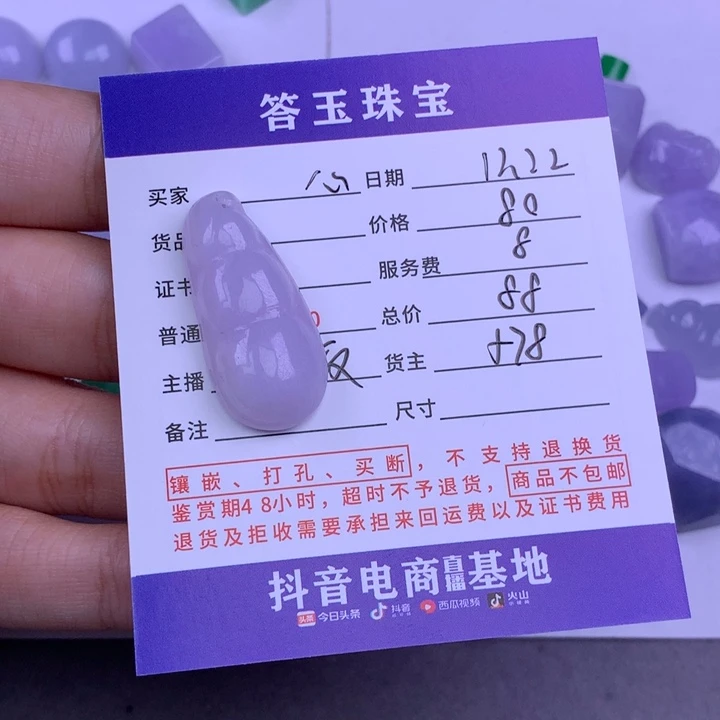 答玉珠宝
买家 日期 1h22
货品 价格 80
证书 服务费 8
普通 0 总价 88
主播 货主 +78
备注 尺寸
镶嵌、打孔、买断，不支持退换货
鉴赏期48小时，超时不予退货，商品不包邮
退货及拒收需要承担来回运费以及证书费用
抖音电商直播基地
头条 今日头条 抖音 西瓜视频 火山